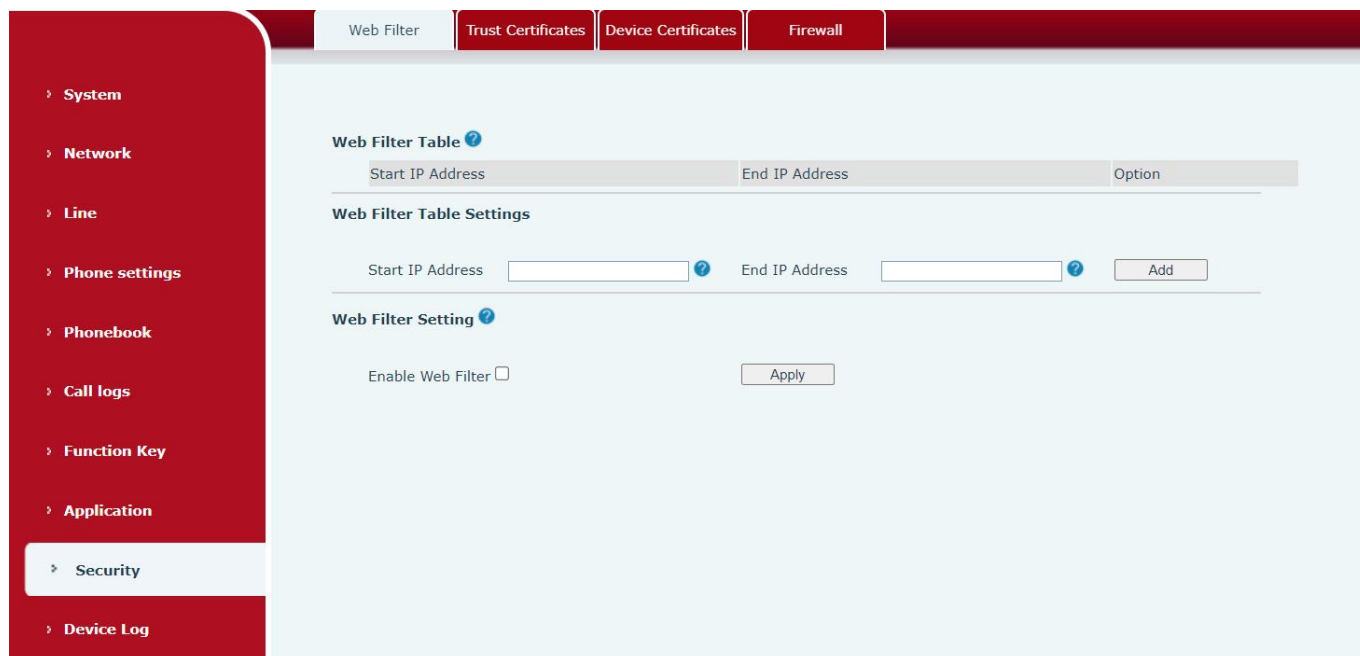 Web Filter Trust Certificates Device Certificates Firewall
System
Network
Line
Phone settings
Phonebook
Call logs
Function Key
Application
Security
Device Log
Web Filter Table ?
Start IP Address End IP Address Option
Web Filter Table Settings
Start IP Address ? End IP Address ? Add
Web Filter Setting ?
Enable Web Filter Apply